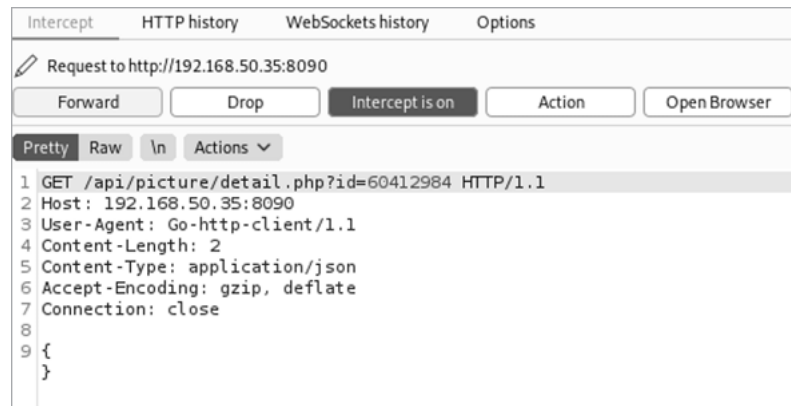 Intercept HTTP history WebSockets history Options
Request to http://192.168.50.35:8090
Forward Drop Intercept is on Action Open Browser
Pretty Raw \n Actions
1 GET /api/picture/detail.php?id=60412984 HTTP/1.1
2 Host: 192.168.50.35:8090
3 User-Agent: Go-http-client/1.1
4 Content-Length: 2
5 Content-Type: application/json
6 Accept-Encoding: gzip, deflate
7 Connection: close
8
9 {
}